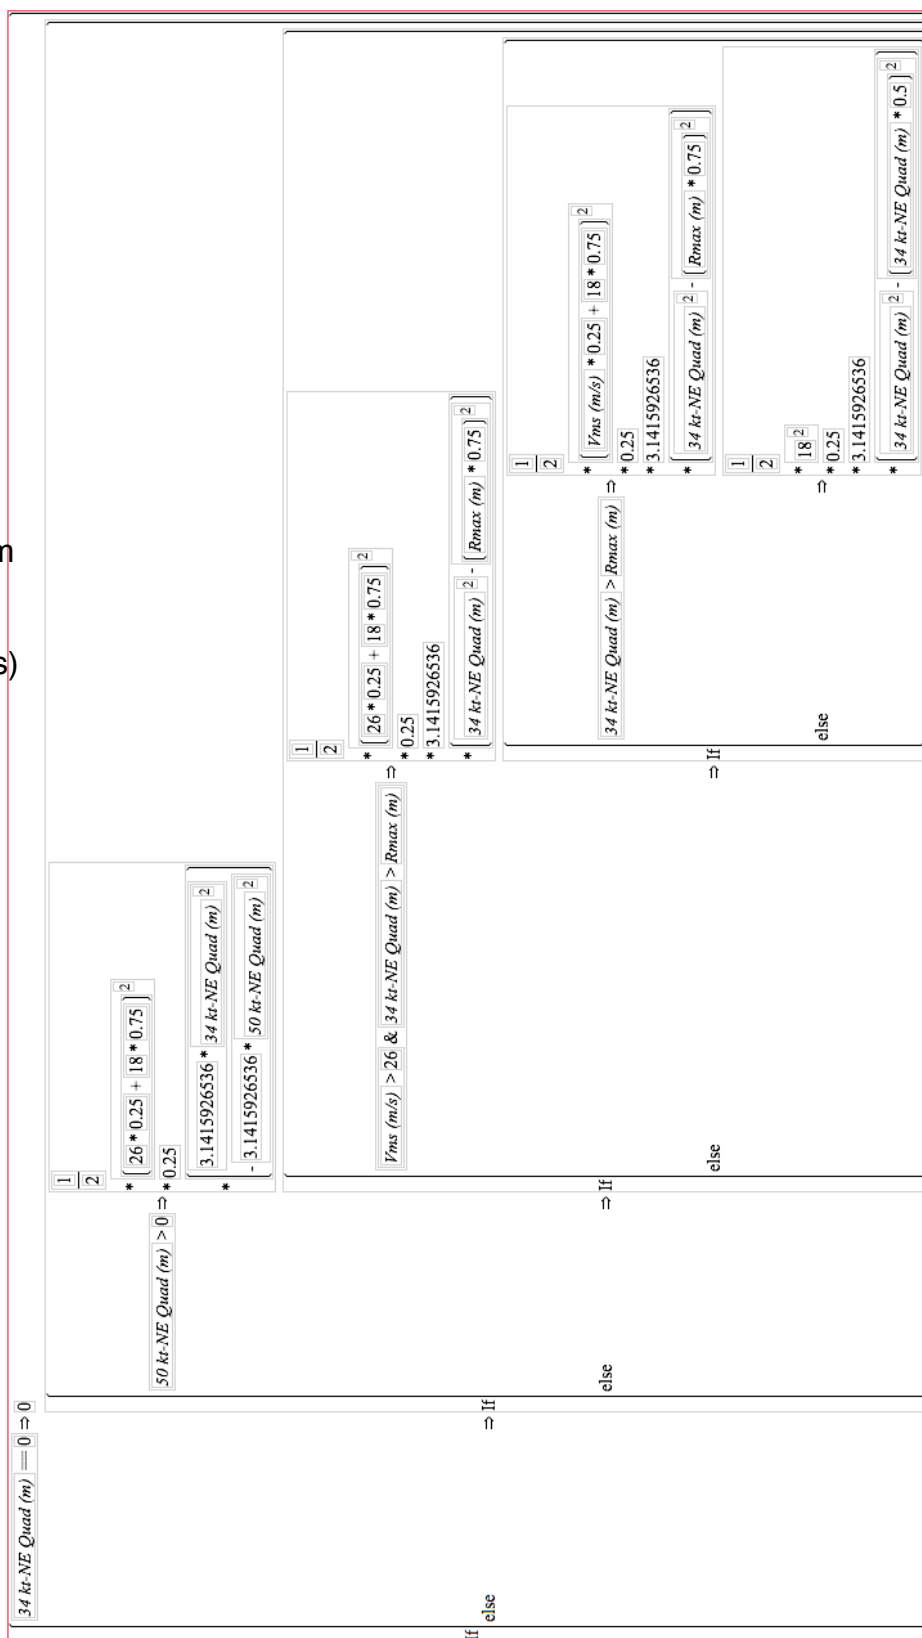 m
s)
If
34 kt-NE Quad (m) == 0 ⇒ 0
else ⇒ If
50 kt-NE Quad (m) > 0 ⇒
1
2
* (26 * 0.25 + 18 * 0.75)2
* 0.25
* (3.1415926536 * 34 kt-NE Quad (m)2
- 3.1415926536 * 50 kt-NE Quad (m)2)
else ⇒ If
Vms (m/s) > 26 & 34 kt-NE Quad (m) > Rmax (m) ⇒
1
2
* (26 * 0.25 + 18 * 0.75)2
* 0.25
* 3.1415926536
* (34 kt-NE Quad (m)2 - (Rmax (m) * 0.75)2)
else ⇒ If
34 kt-NE Quad (m) > Rmax (m) ⇒
1
2
* (Vms (m/s) * 0.25 + 18 * 0.75)2
* 0.25
* 3.1415926536
* (34 kt-NE Quad (m)2 - (Rmax (m) * 0.75)2)
else ⇒
1
2
* 182
* 0.25
* 3.1415926536
* (34 kt-NE Quad (m)2 - (34 kt-NE Quad (m) * 0.5)2)